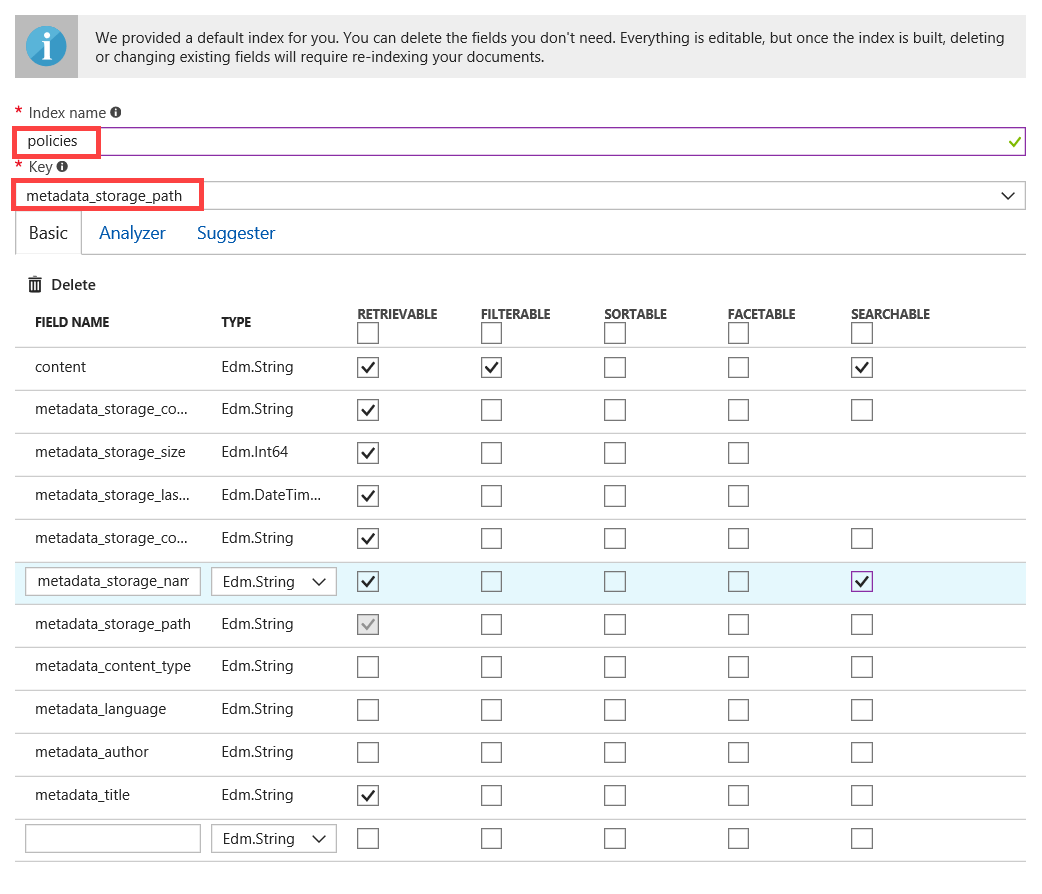 We provided a default index for you. You can delete the fields you don't need. Everything is editable, but once the index is built, deleting
or changing existing fields will require re-indexing your documents.
* Index name
policies
* Key
metadata_storage_path
Basic Analyzer Suggester
Delete
FIELD NAME TYPE RETRIEVABLE FILTERABLE SORTABLE FACETABLE SEARCHABLE
content Edm.String
metadata_storage_co... Edm.String
metadata_storage_size Edm.Int64
metadata_storage_las... Edm.DateTim...
metadata_storage_co... Edm.String
metadata_storage_nam Edm.String
metadata_storage_path Edm.String
metadata_content_type Edm.String
metadata_language Edm.String
metadata_author Edm.String
metadata_title Edm.String
Edm.String